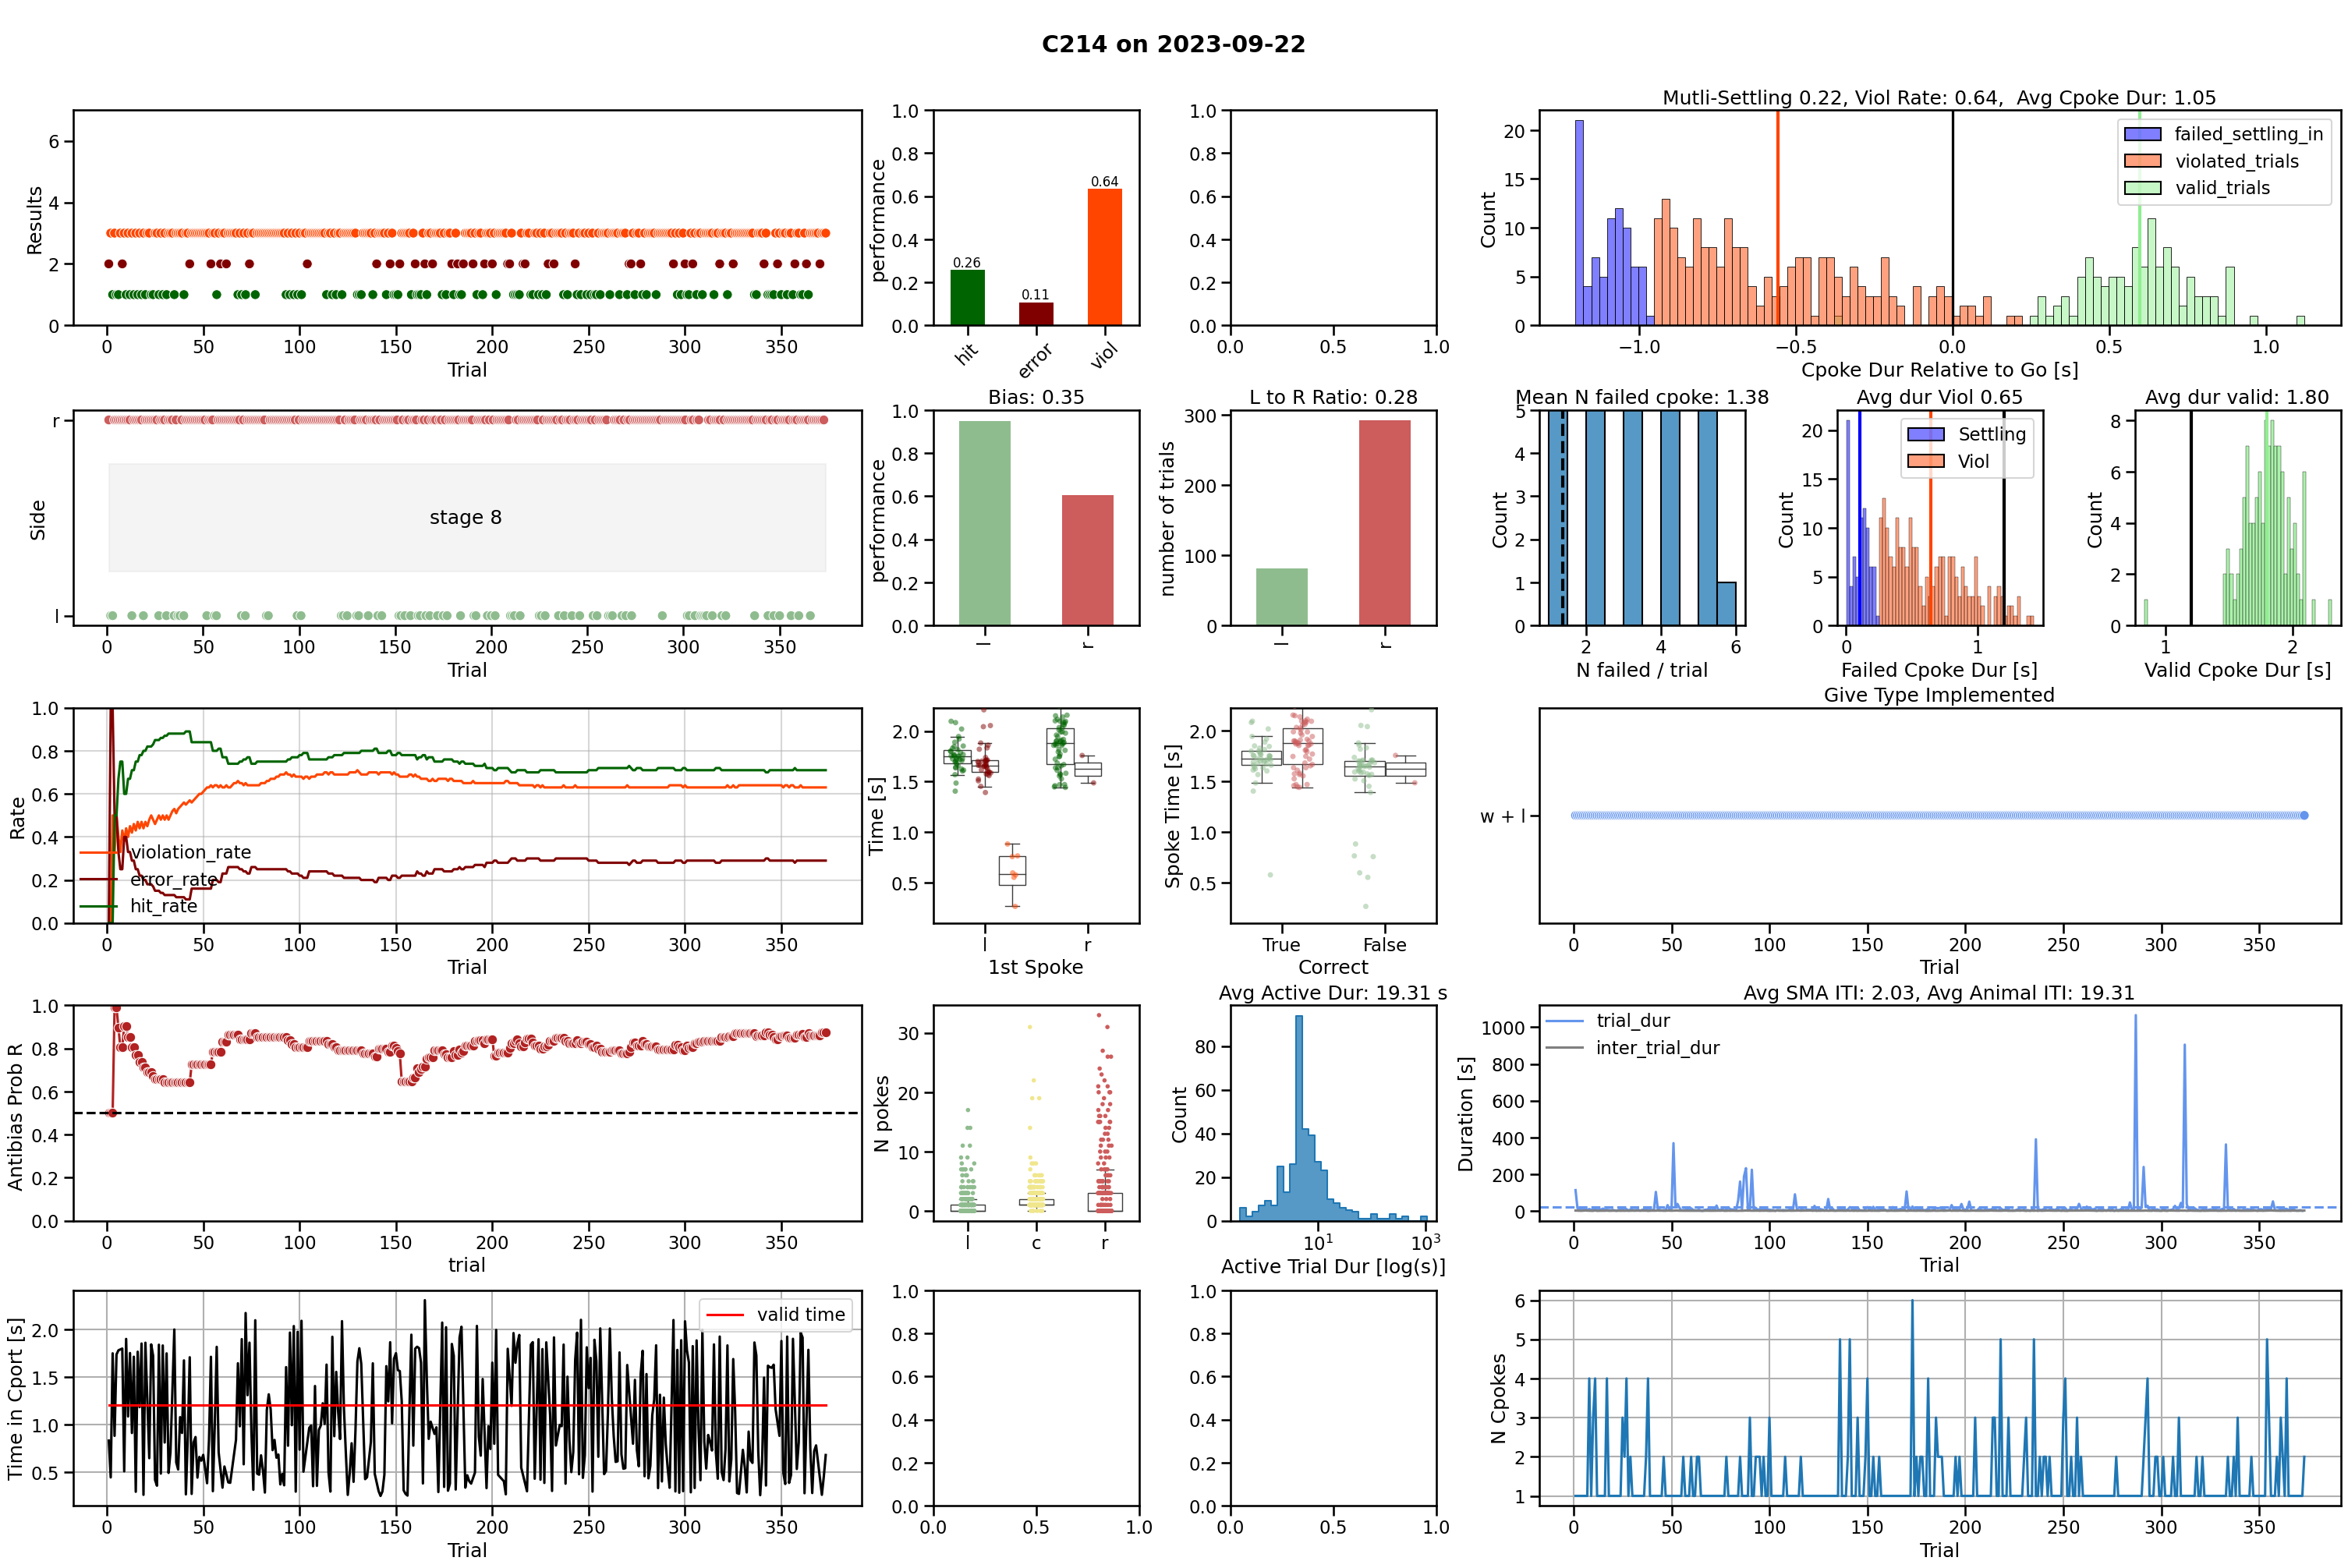 C214 on 2023-09-22
Results
6
4
2
0
0 50 100 150 200 250 300 350
Trial
performance
1.0
0.8
0.6
0.4
0.2
0.0
0.26
0.11
0.64
hit error viol
1.0
0.8
0.6
0.4
0.2
0.0
0.0 0.5 1.0
Mutli-Settling 0.22, Viol Rate: 0.64, Avg Cpoke Dur: 1.05
Count
20
15
10
5
0
failed_settling_in
violated_trials
valid_trials
−1.0 −0.5 0.0 0.5 1.0
Cpoke Dur Relative to Go [s]
Side
r
stage 8
l
0 50 100 150 200 250 300 350
Trial
Bias: 0.35
performance
1.0
0.8
0.6
0.4
0.2
0.0
l r
L to R Ratio: 0.28
number of trials
300
200
100
0
l r
Mean N failed cpoke: 1.38
Count
5
4
3
2
1
0
2 4 6
N failed / trial
Avg dur Viol 0.65
Count
20
15
10
5
0
Settling
Viol
0 1
Failed Cpoke Dur [s]
Avg dur valid: 1.80
Count
8
6
4
2
0
1 2
Valid Cpoke Dur [s]
Rate
1.0
0.8
0.6
0.4
0.2
0.0
violation_rate
error_rate
hit_rate
0 50 100 150 200 250 300 350
Trial
Time [s]
2.0
1.5
1.0
0.5
l r
1st Spoke
Spoke Time [s]
2.0
1.5
1.0
0.5
True False
Correct
Give Type Implemented
w + l
0 50 100 150 200 250 300 350
Trial
Antibias Prob R
1.0
0.8
0.6
0.4
0.2
0.0
0 50 100 150 200 250 300 350
trial
N pokes
30
20
10
0
l c r
Avg Active Dur: 19.31 s
Count
80
60
40
20
0
10¹ 10³
Active Trial Dur [log(s)]
Avg SMA ITI: 2.03, Avg Animal ITI: 19.31
Duration [s]
1000
800
600
400
200
0
trial_dur
inter_trial_dur
0 50 100 150 200 250 300 350
Trial
Time in Cport [s]
2.0
1.5
1.0
0.5
valid time
0 50 100 150 200 250 300 350
Trial
1.0
0.8
0.6
0.4
0.2
0.0
0.0 0.5 1.0
1.0
0.8
0.6
0.4
0.2
0.0
0.0 0.5 1.0
N Cpokes
6
5
4
3
2
1
0 50 100 150 200 250 300 350
Trial